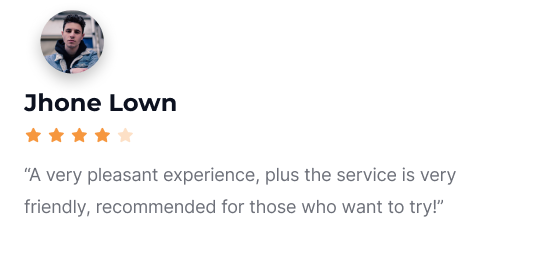 Jhone Lown
“A very pleasant experience, plus the service is very
friendly, recommended for those who want to try!”